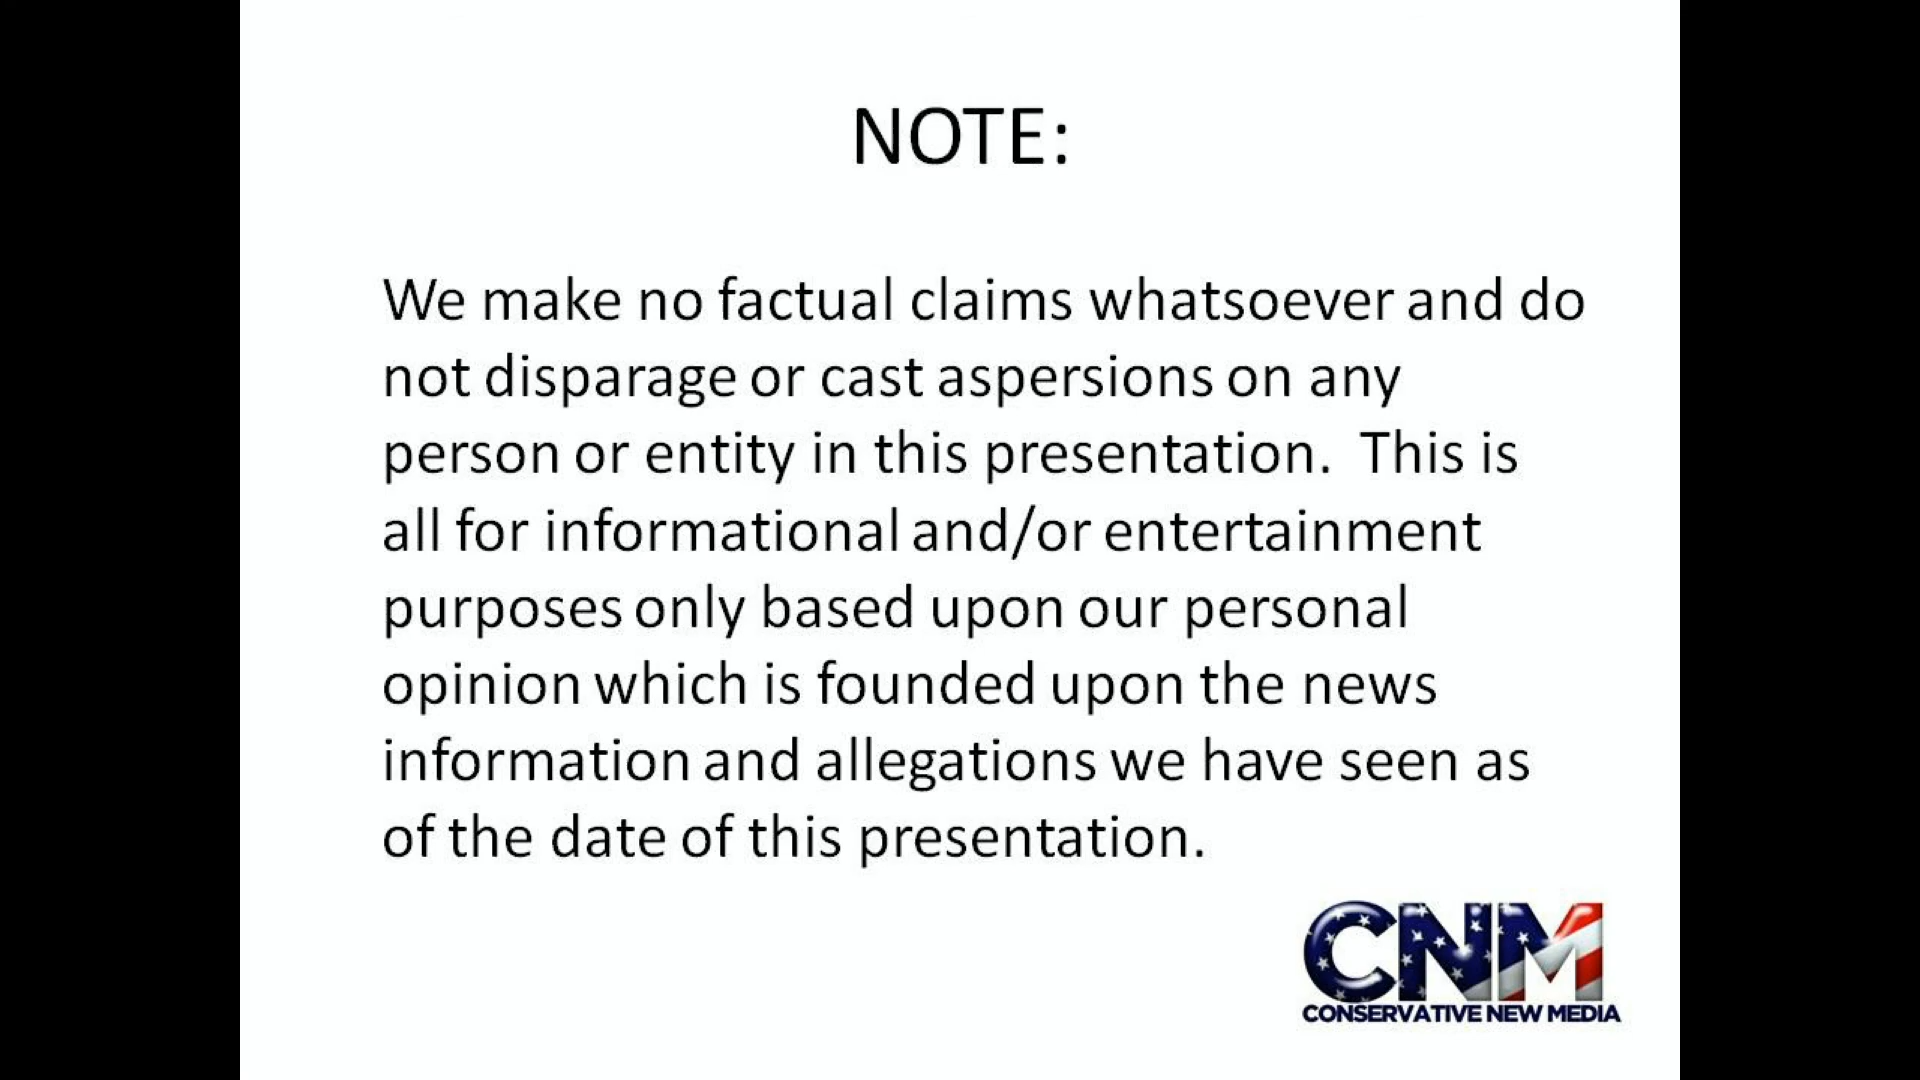 NOTE:
We make no factual claims whatsoever and do
not disparage or cast aspersions on any
person or entity in this presentation.  This is
all for informational and/or entertainment
purposes only based upon our personal
opinion which is founded upon the news
information and allegations we have seen as
of the date of this presentation.
CNM
CONSERVATIVE NEW MEDIA